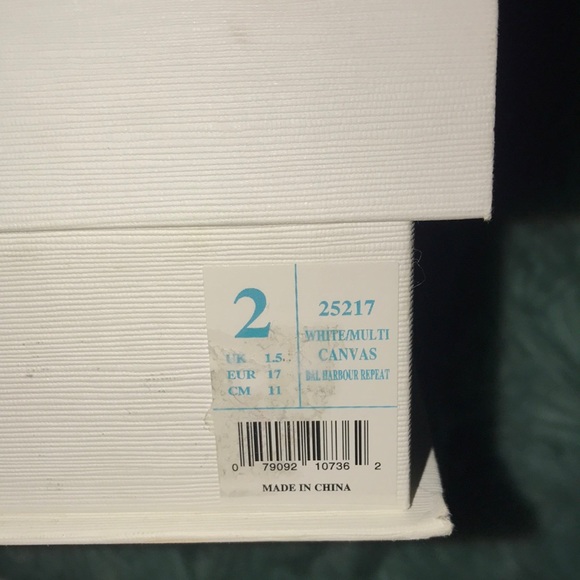 2
UK 1.5
EUR 17
CM 11
25217
WHITE/MULTI
CANVAS
BAL HARBOUR REPEAT
0 79092 10736 2
MADE IN CHINA